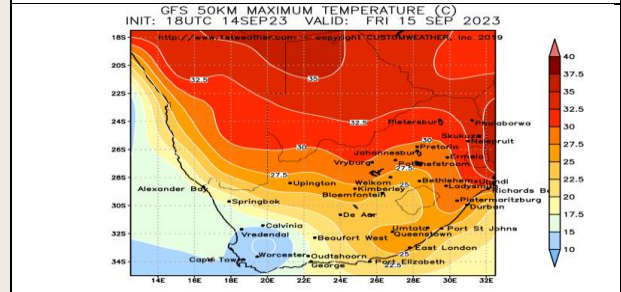 GFS 50KM MAXIMUM TEMPERATURE (C)
INIT: 18UTC 14SEP23 VALID: FRI 15 SEP 2023
http://www.1stweather.com - copyright CUSTOMWEATHER, Inc 2019
18S
20S
22S
24S
26S
28S
30S
32S
34S
14E 16E 18E 20E 22E 24E 26E 28E 30E 32E
40
37.5
35
32.5
30
27.5
25
22.5
20
17.5
15
10
32.5
35
32.5
30
30
27.5
27.5
25
25
22.5
Pietersburg
Phalaborwa
Skukuza
Nelspruit
Pretoria
Johannesburg
Ermelo
Vryburg
Potchefstroom
Upington
Welkom
Bethlehem
Ulundi
Kimberley
Ladysmith
Richards B
Bloemfontein
Pietermaritzburg
Durban
Alexander Bay
Springbok
De Aar
Calvinia
Vredendal
Umtata
Port St Johns
Beaufort West
Queenstown
East London
Cape Town
Worcester
Oudtshoorn
George
Port Elizabeth